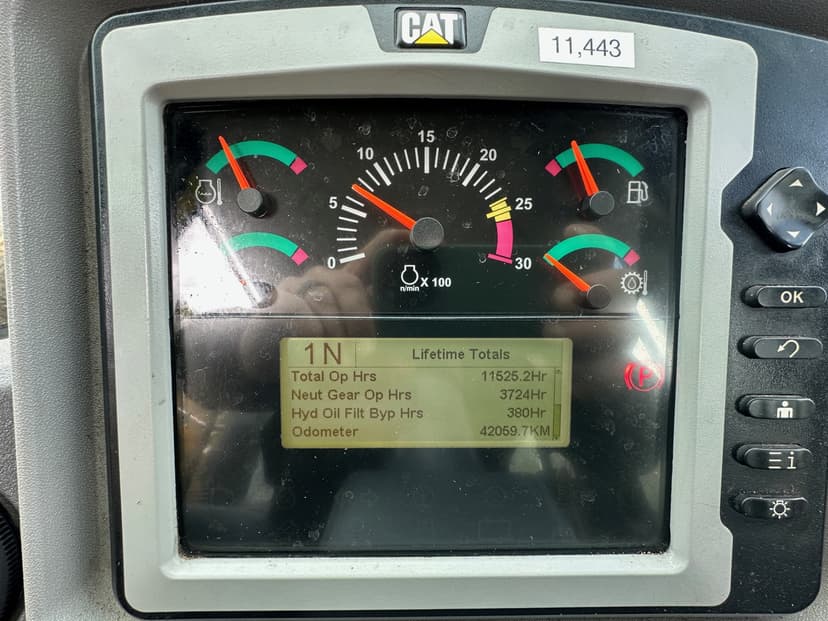 CAT
11,443
15
10
20
5
25
0
30
n/min X 100
1N
Lifetime Totals
Total Op Hrs 11525.2Hr
Neut Gear Op Hrs 3724Hr
Hyd Oil Filt Byp Hrs 380Hr
Odometer 42059.7KM
P
OK
i